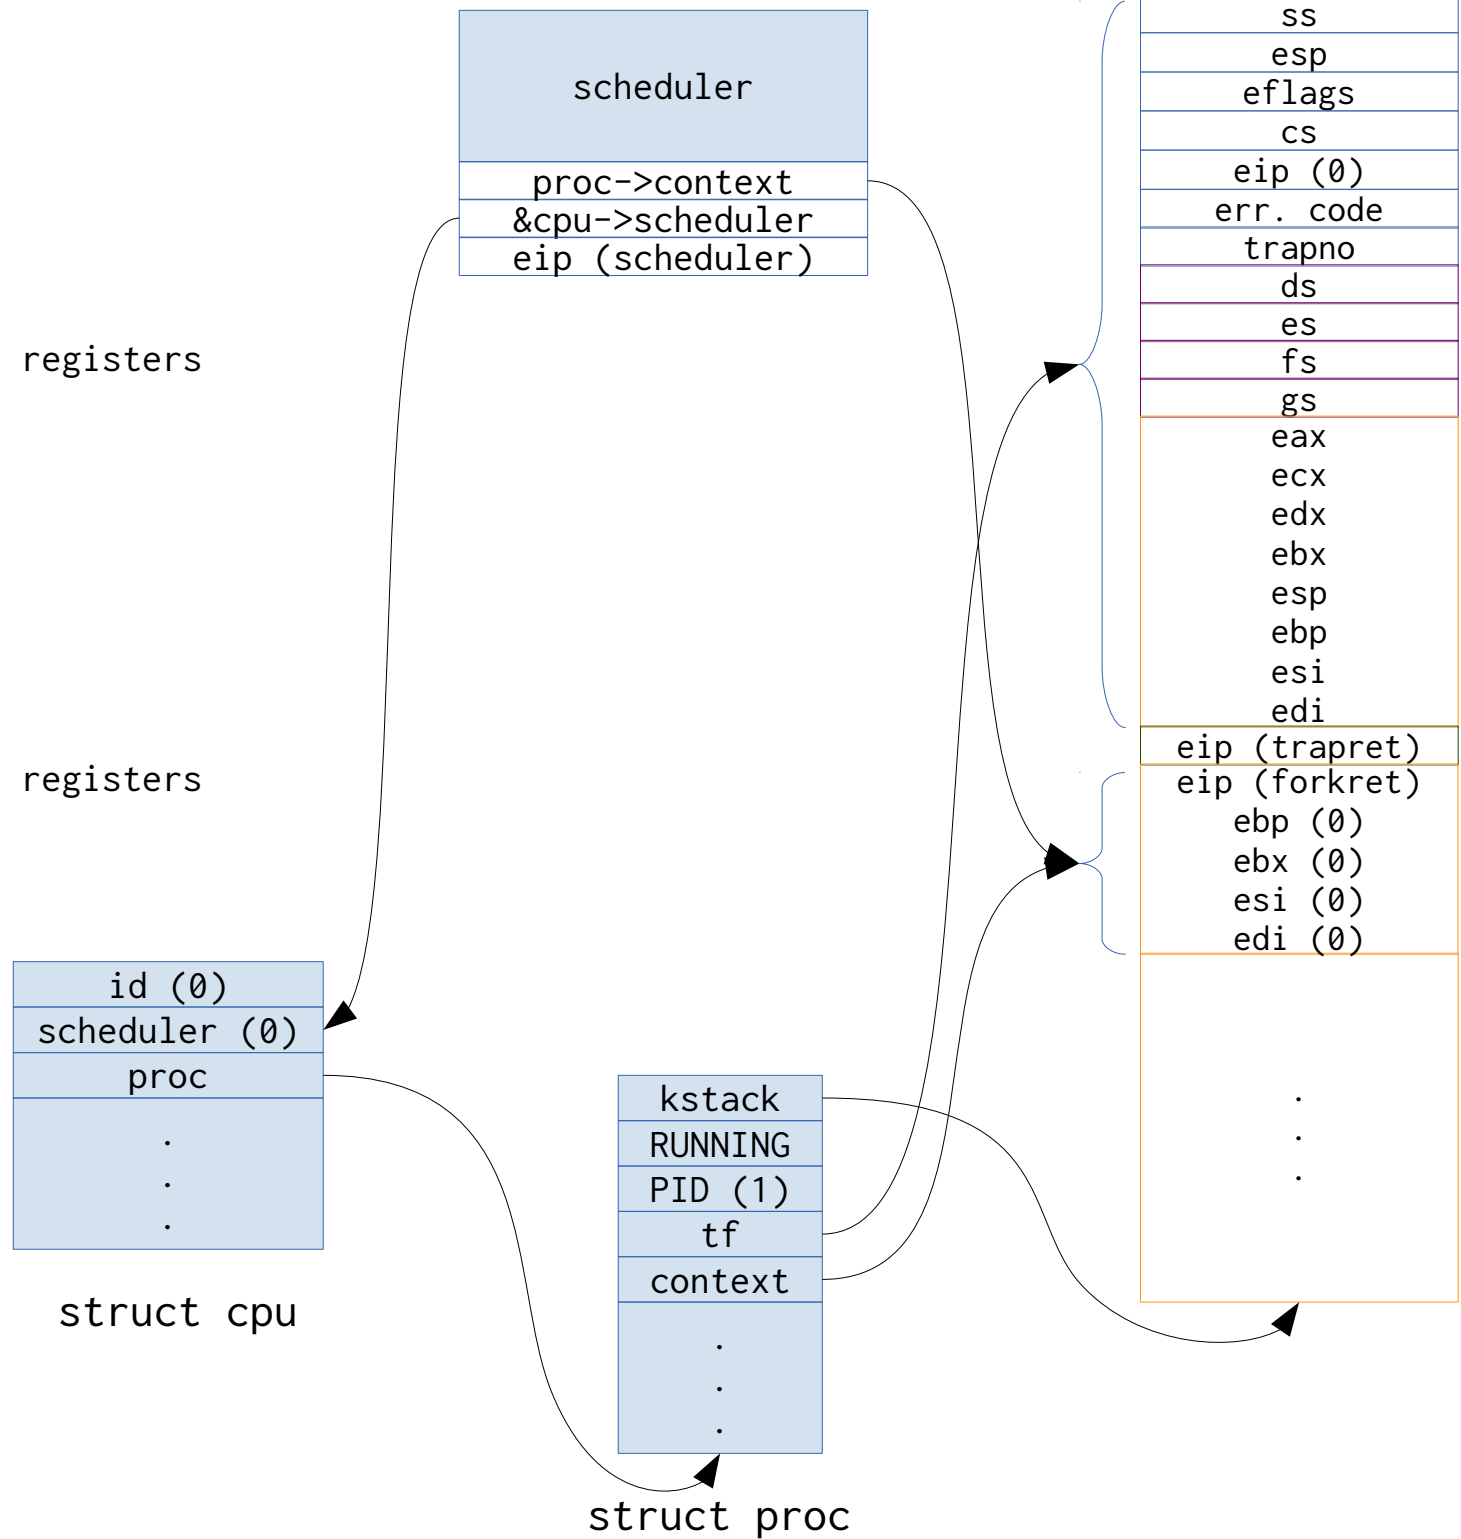 scheduler
proc->context
&cpu->scheduler
eip (scheduler)
registers
registers
id (0)
scheduler (0)
proc
.
.
.
struct cpu
kstack
RUNNING
PID (1)
tf
context
.
.
.
struct proc
ss
esp
eflags
cs
eip (0)
err. code
trapno
ds
es
fs
gs
eax
ecx
edx
ebx
esp
ebp
esi
edi
eip (trapret)
eip (forkret)
ebp (0)
ebx (0)
esi (0)
edi (0)
.
.
.